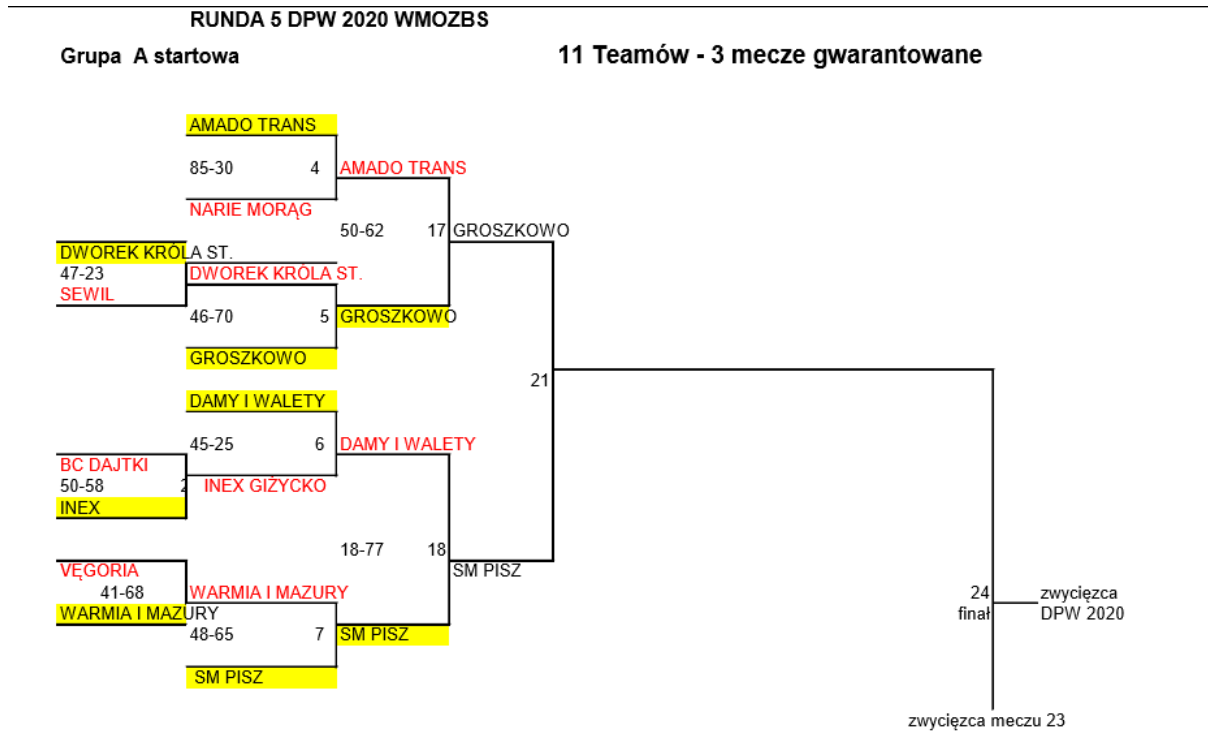 RUNDA 5 DPW 2020 WMOZBS
Grupa A startowa 11 Teamów - 3 mecze gwarantowane
AMADO TRANS
85-30 4 AMADO TRANS
NARIE MORĄG
50-62 17 GROSZKOWO
DWOREK KRÓLA ST.
47-23 DWOREK KRÓLA ST.
SEWIL
46-70 5 GROSZKOWO
GROSZKOWO
21
DAMY I WALETY
45-25 6 DAMY I WALETY
BC DAJTKI
50-58 2 INEX GIŻYCKO
INEX
18-77 18
VĘGORIA SM PISZ
41-68 WARMIA I MAZURY
24 zwycięzca
WARMIA I MAZURY
finał DPW 2020
48-65 7 SM PISZ
SM PISZ
zwycięzca meczu 23